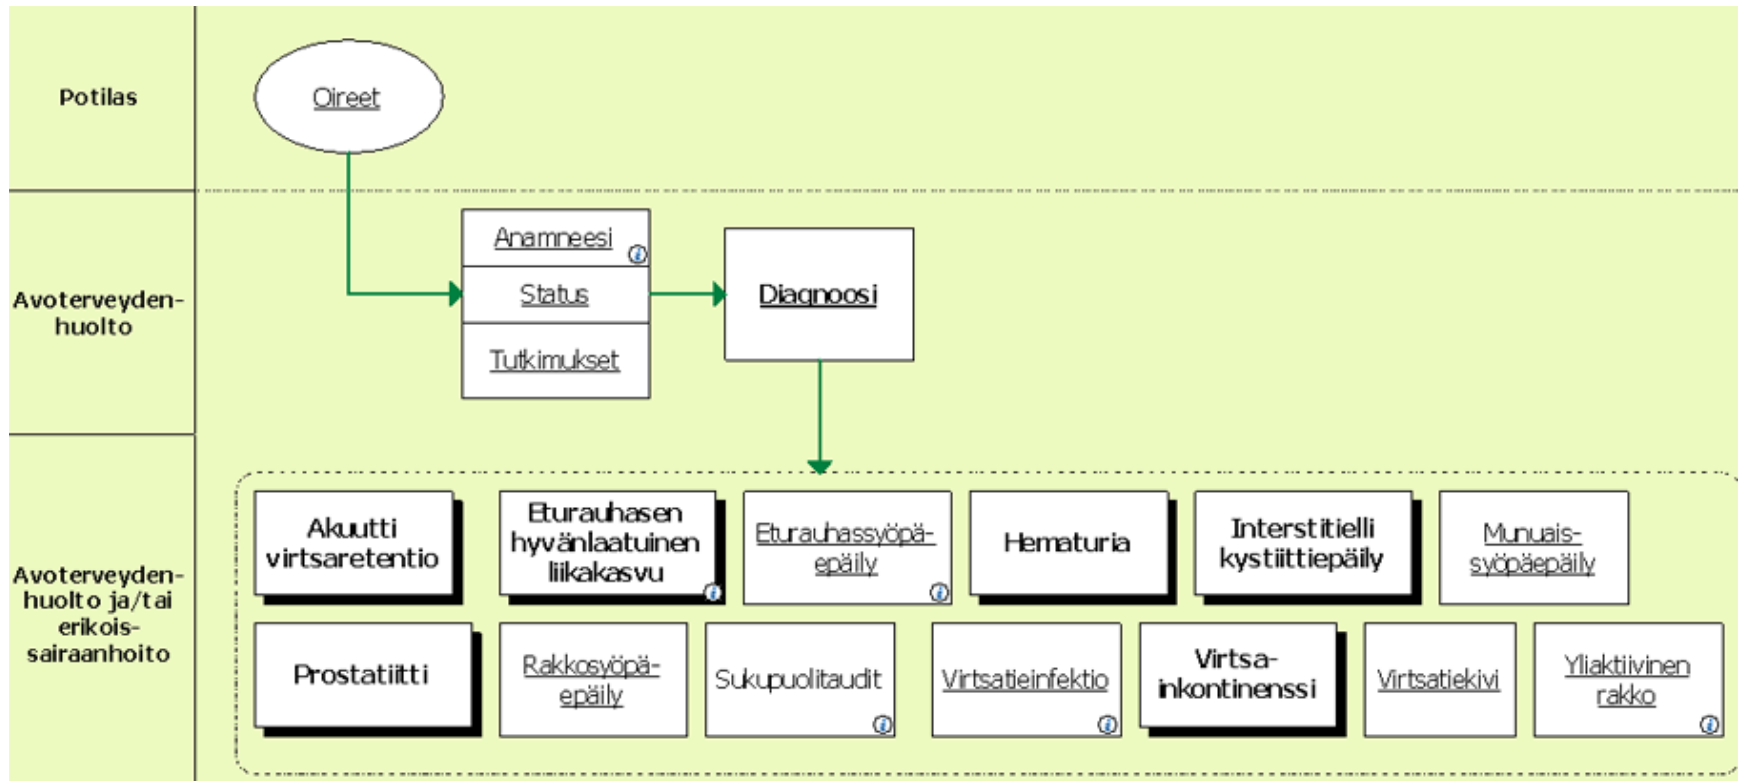 Potilas
Oireet
Avoterveyden-
huolto
Anamneesi
Status
Tutkimukset
Diagnoosi
Avoterveyden-
huolto ja/tai
erikois-
sairaanhoito
Akuutti
virtsaretentio
Eturauhasen
hyvänlaatuinen
liikakasvu
Eturauhassyöpä-
epäily
Hematuria
Interstitielli
kystiittiepäily
Munuais-
syöpäepäily
Prostatiitti
Rakkosyöpä-
epäily
Sukupuolitaudit
Virtsatieinfektio
Virtsa-
inkontinenssi
Virtsatiekivi
Yliaktiivinen
rakko